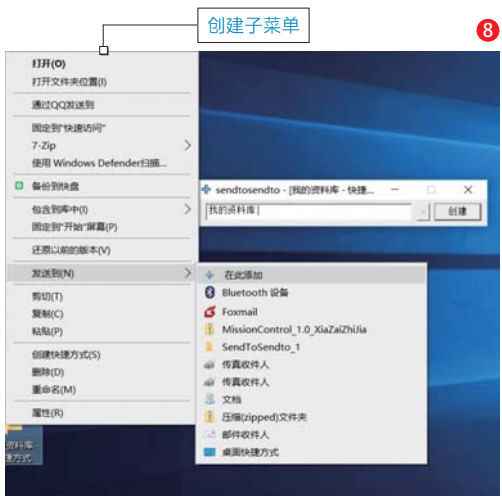 创建子菜单
8
打开(O)
打开文件夹位置(I)
通过QQ发送到
固定到"快速访问"
7-Zip
使用 Windows Defender扫描...
备份到快盘
包含到库中(I)
固定到"开始"屏幕(P)
还原以前的版本(V)
发送到(N)
剪切(T)
复制(C)
粘贴(P)
创建快捷方式(S)
删除(D)
重命名(M)
属性(R)
sendtosendto - [我的资料库 - 快捷...
我的资料库
创建
在此添加
Bluetooth 设备
Foxmail
MissionControl_1.0_XiaZaiZhiJia
SendToSendto_1
传真收件人
传真收件人
文档
压缩(zipped)文件夹
邮件收件人
桌面快捷方式
资料库 -
捷方式